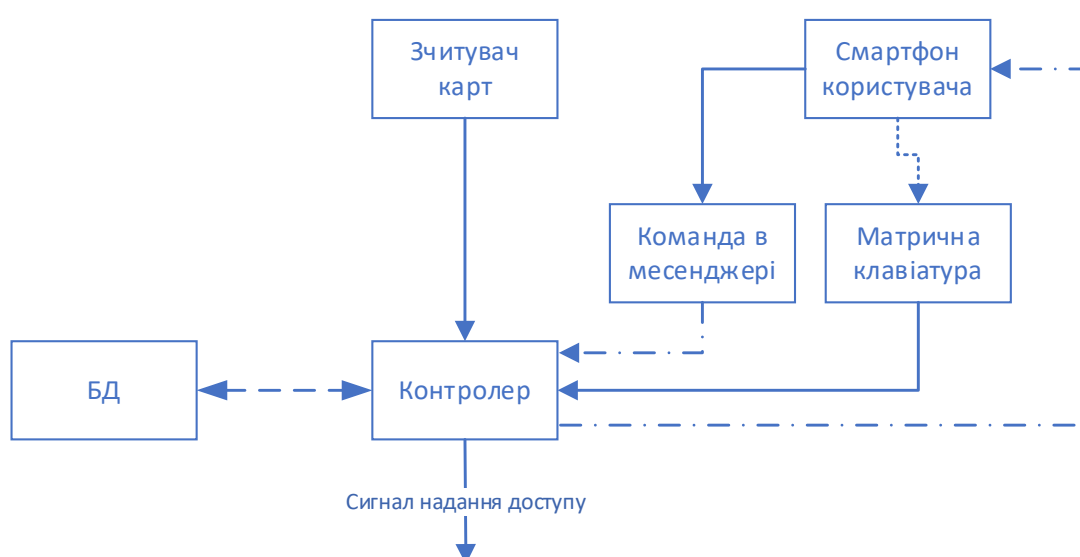 Зчитувач
карт
Смартфон
користувача
Команда в
месенджері
Матрична
клавіатура
БД
Контролер
Сигнал надання доступу